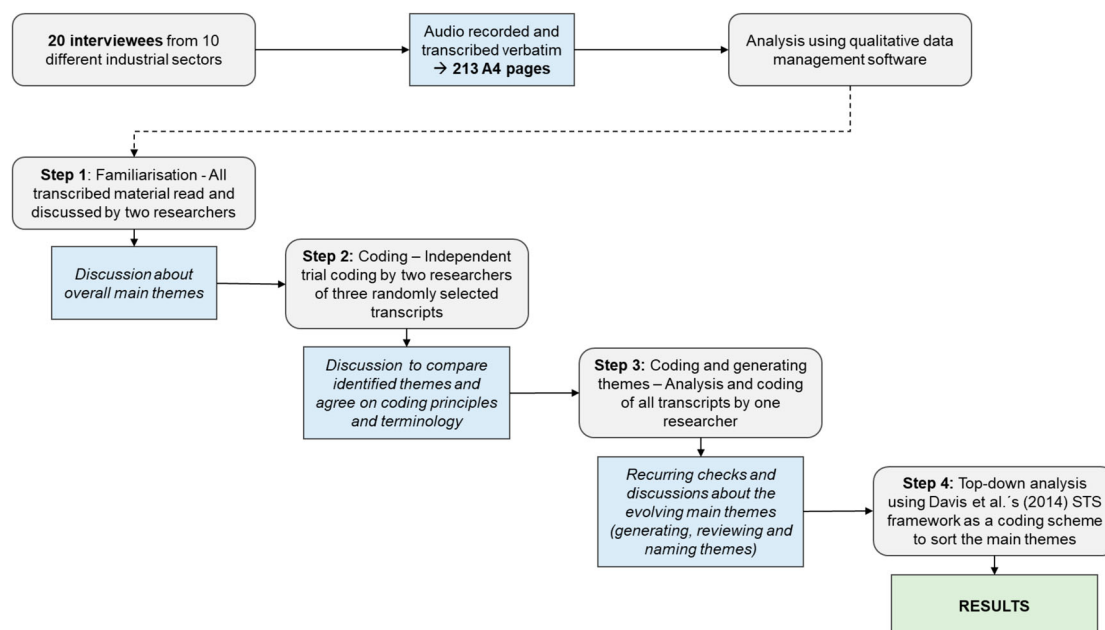 20 interviewees from 10
different industrial sectors
Audio recorded and
transcribed verbatim
→ 213 A4 pages
Analysis using qualitative data
management software
Step 1: Familiarisation - All
transcribed material read and
discussed by two researchers
Discussion about
overall main themes
Step 2: Coding – Independent
trial coding by two researchers
of three randomly selected
transcripts
Discussion to compare
identified themes and
agree on coding principles
and terminology
Step 3: Coding and generating
themes – Analysis and coding
of all transcripts by one
researcher
Recurring checks and
discussions about the
evolving main themes
(generating, reviewing and
naming themes)
Step 4: Top-down analysis
using Davis et al.´s (2014) STS
framework as a coding scheme
to sort the main themes
RESULTS